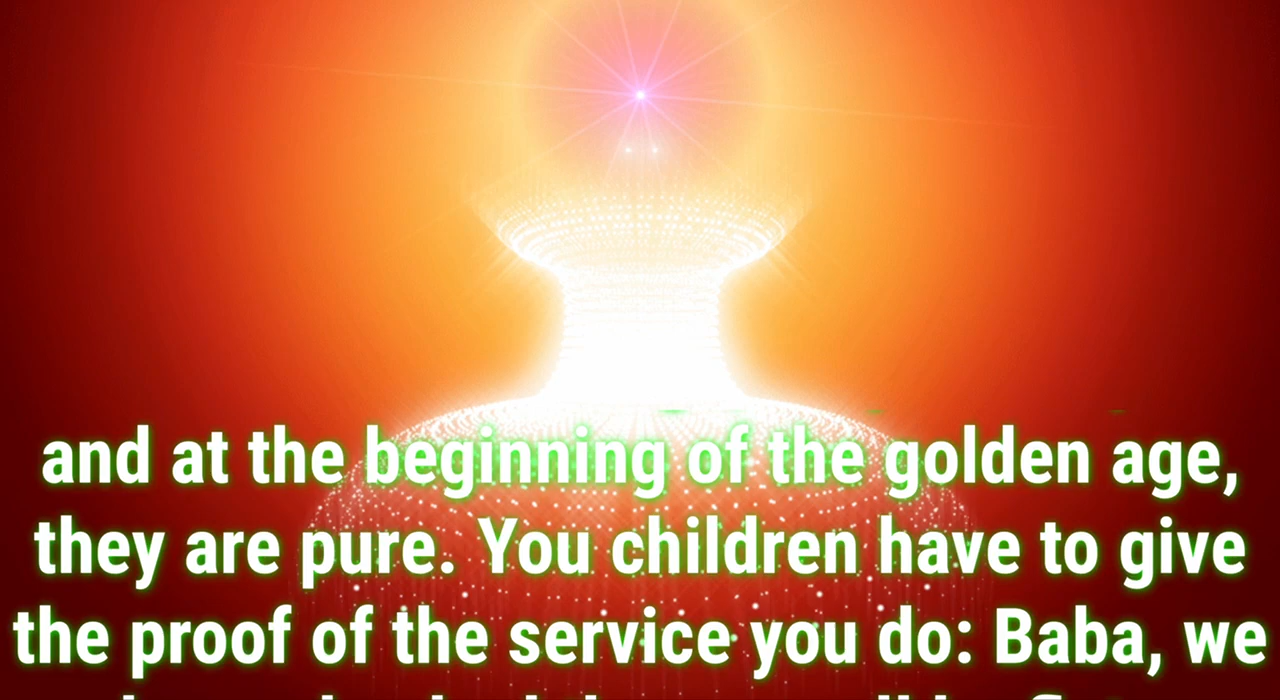 and at the beginning of the golden age,
they are pure. You children have to give
the proof of the service you do: Baba, we